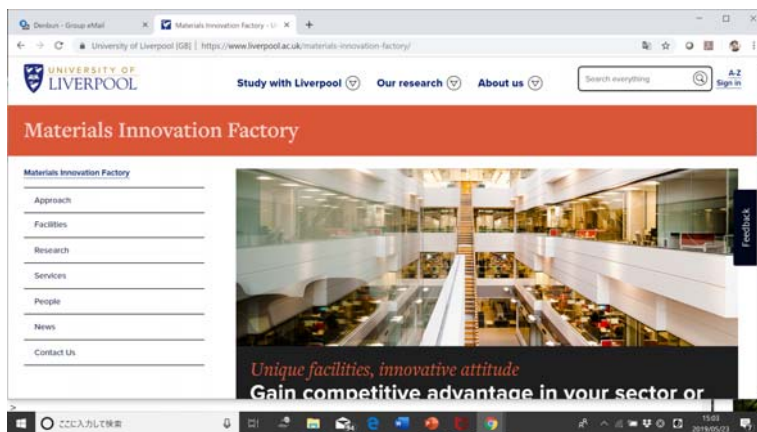 Denbun - Group eMail
Materials Innovation Factory - Un
University of Liverpool [GB] | https://www.liverpool.ac.uk/materials-innovation-factory/
UNIVERSITY OF
LIVERPOOL
Study with Liverpool
Our research
About us
Search everything
A-Z
Sign in
Materials Innovation Factory
Materials Innovation Factory
Approach
Facilities
Research
Services
People
News
Contact Us
Feedback
Unique facilities, innovative attitude
Gain competitive advantage in your sector or
>
ここに入力して検索
94
15:03
2019/05/23